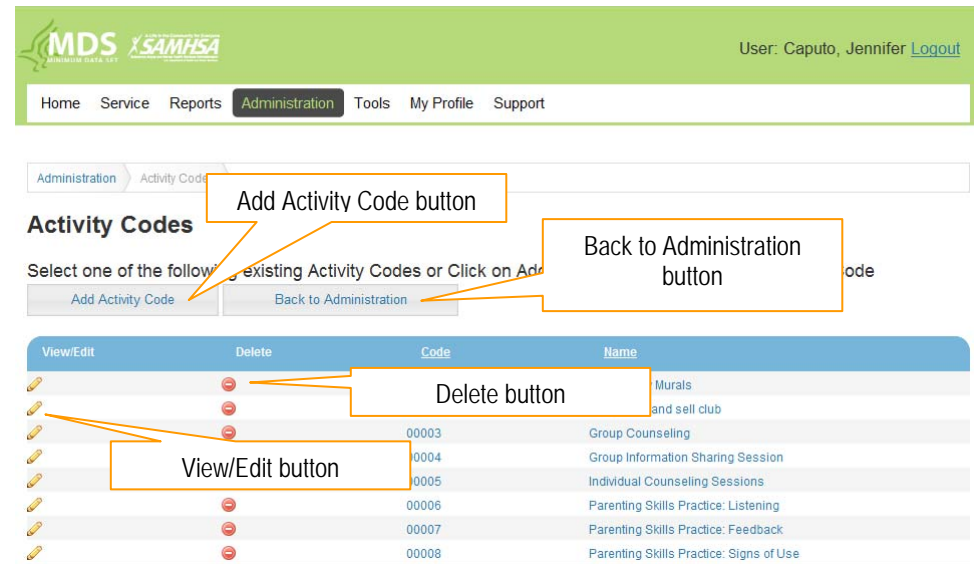 MDS SAMHSA
MINIMUM DATA SET
User: Caputo, Jennifer Logout
Home Service Reports Administration Tools My Profile Support
Administration Activity Code
Add Activity Code button
Activity Codes
Back to Administration
button
Select one of the following existing Activity Codes or Click on Add ode
Add Activity Code Back to Administration
View/Edit Delete Code Name
Murals
Delete button
and sell club
00003 Group Counseling
0004 Group Information Sharing Session
View/Edit button
0005 Individual Counseling Sessions
00006 Parenting Skills Practice: Listening
00007 Parenting Skills Practice: Feedback
00008 Parenting Skills Practice: Signs of Use